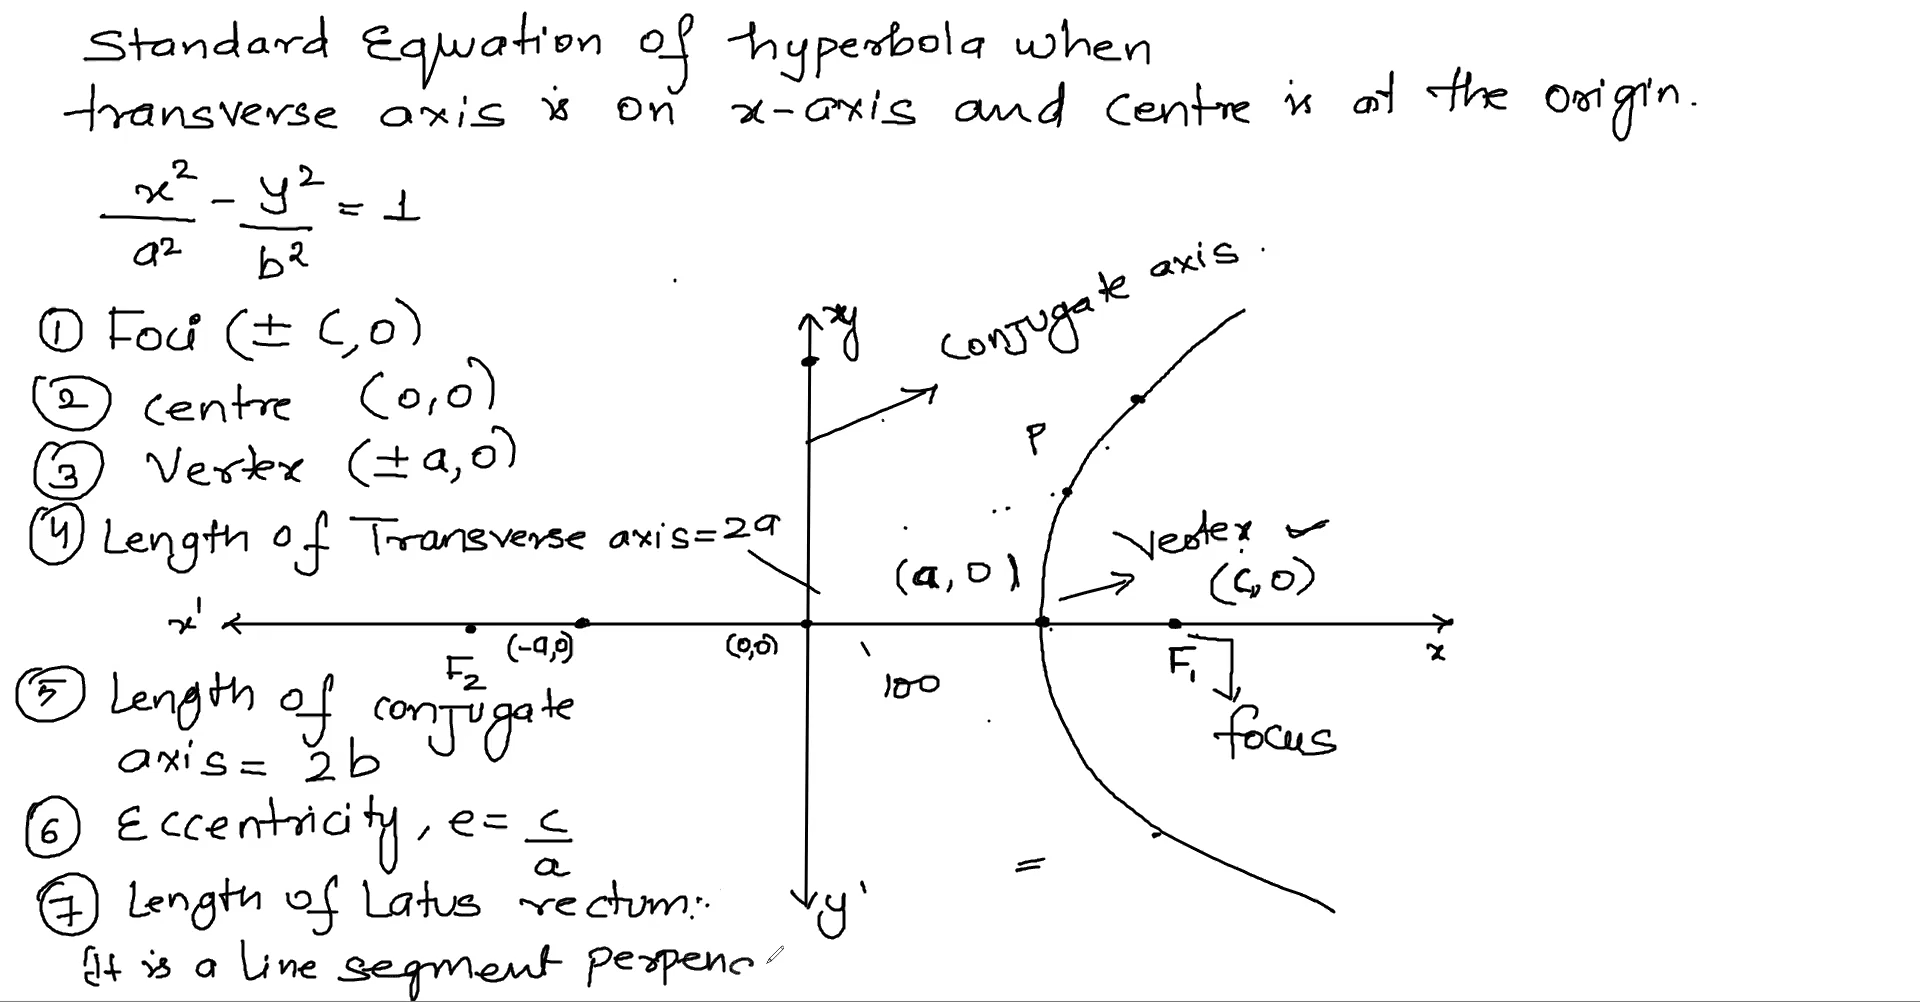 Standard Equation of hyperbola when
transverse axis is on x-axis and centre is at the origin.
x²/a² - y²/b² = 1
① Foci (± c,0)
② centre (0,0)
③ Vertex (±a,0)
④ Length of Transverse axis=2a
⑤ Length of conjugate
axis= 2b
⑥ Eccentricity, e= c/a
⑦ Length of Latus rectum:
It is a line segment perpend
y
conjugate axis.
P
(a,0)
Vertex
(c,0)
x'
F₂
(-a,0)
(0,0)
100
F₁
x
focus
=
y'